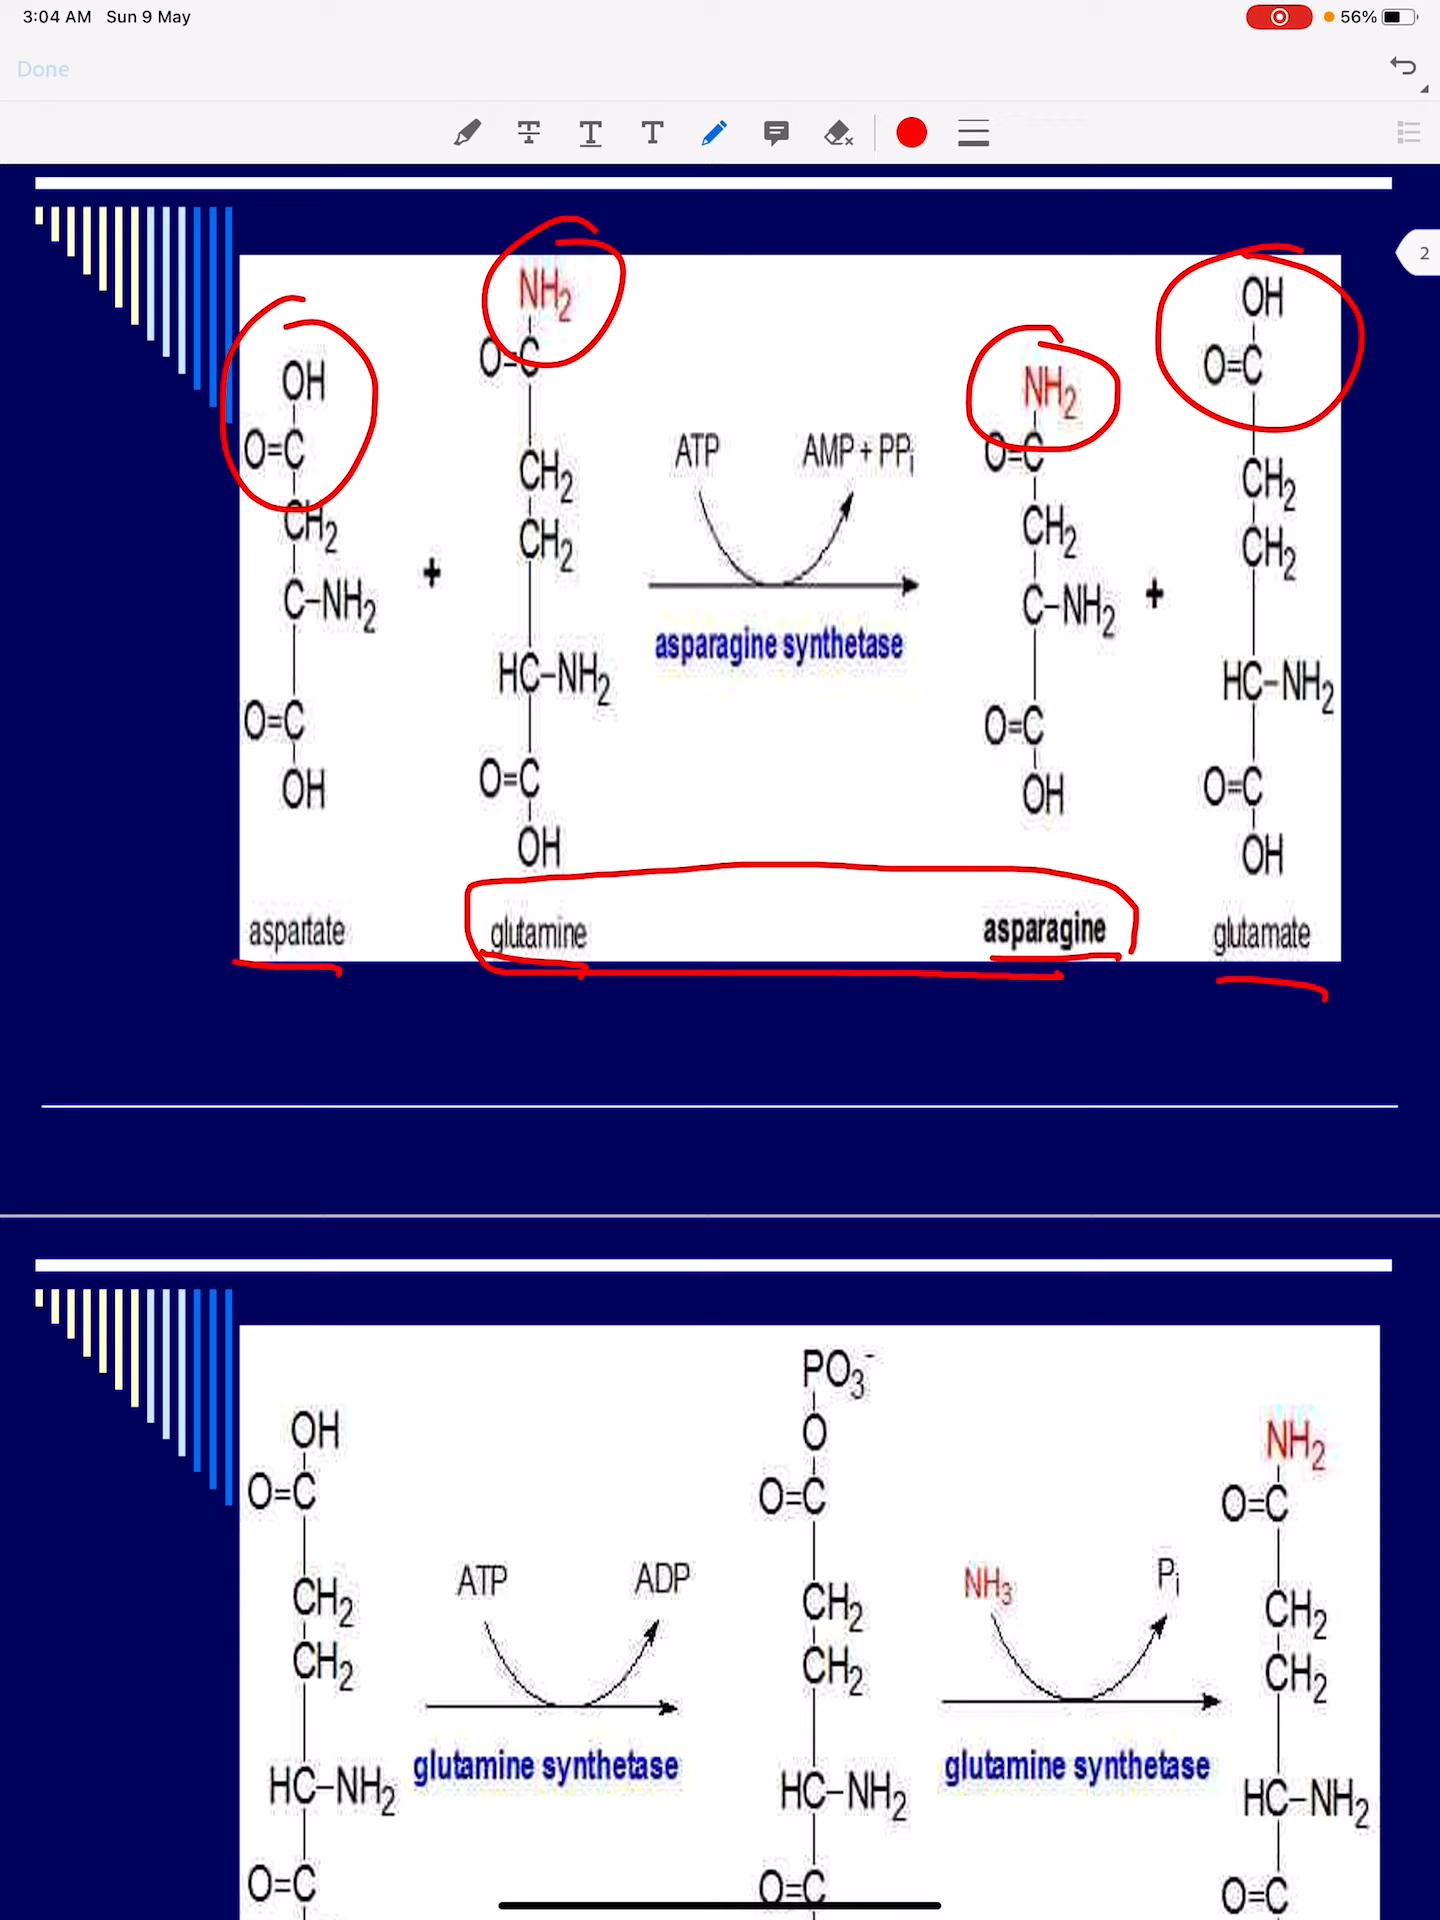 3:04 AM Sun 9 May
56%
Done
T T T
2
NH₂
OH
OH
O=C
NH₂
O=C
ATP AMP + PPᵢ
O=C
O=C
CH₂
CH₂
CH₂
CH₂
CH₂
CH₂
+
C–NH₂
asparagine synthetase
C–NH₂
+
HC–NH₂
HC–NH₂
O=C
O=C
O=C
O=C
OH
OH
OH
OH
aspartate glutamine asparagine glutamate
PO₃⁻
OH
O
NH₂
O=C
O=C
O=C
ATP ADP
NH₃ Pᵢ
CH₂
CH₂
CH₂
CH₂
CH₂
CH₂
glutamine synthetase glutamine synthetase
HC–NH₂
HC–NH₂
HC–NH₂
O=C
O=C
O=C